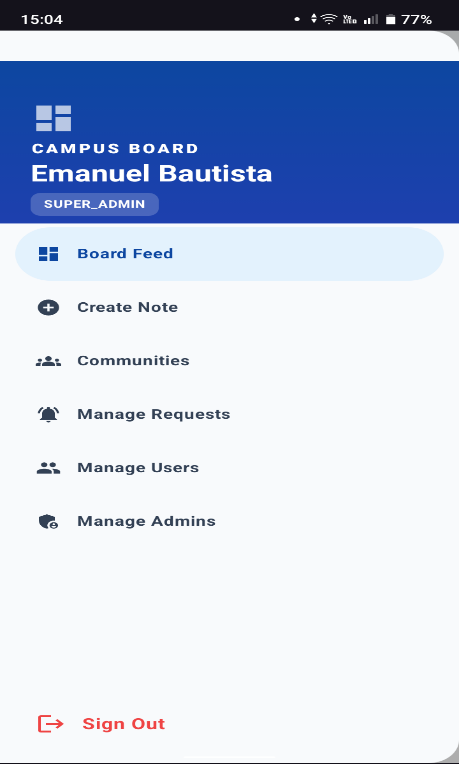 15:04
77%
CAMPUS BOARD
Emanuel Bautista
SUPER_ADMIN
Board Feed
Create Note
Communities
Manage Requests
Manage Users
Manage Admins
Sign Out